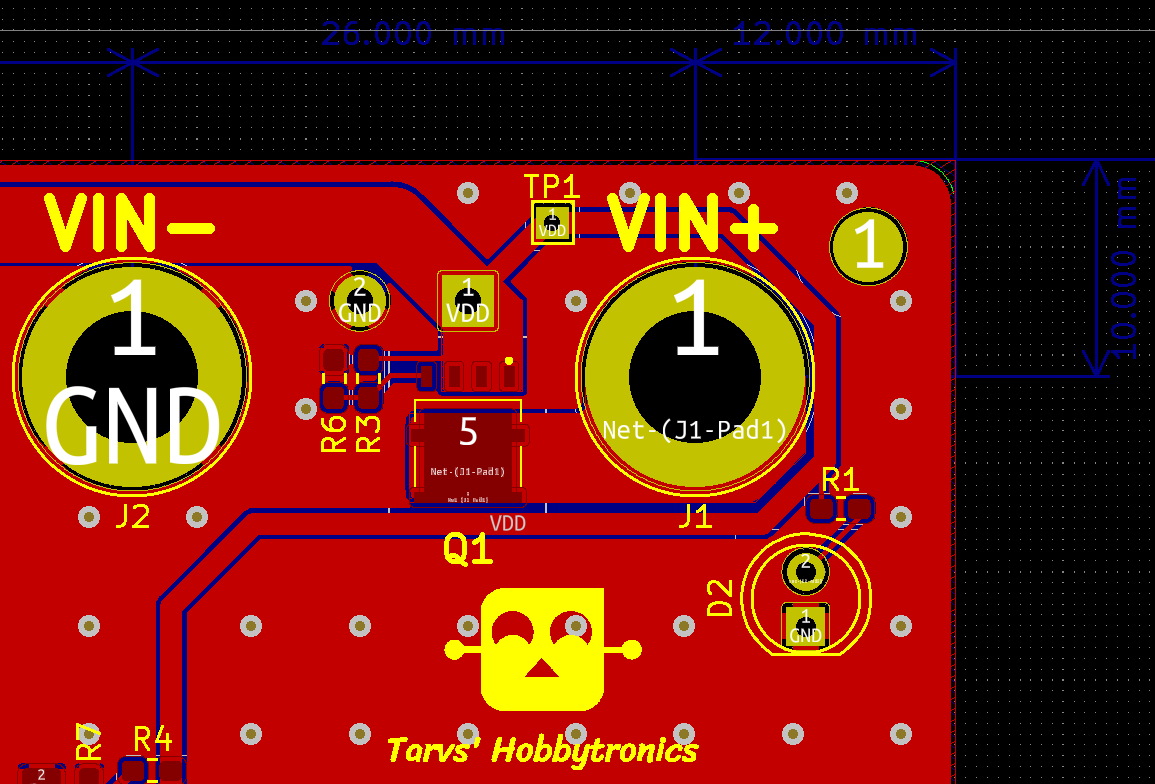 26.000 mm
12.000 mm
10.000 mm
TP1
VIN-
VIN+
1
VDD
1
2
GND
1
VDD
1
GND
1
Net-(J1-Pad1)
R6
R3
5
Net-(J1-Pad1)
R1
J2
J1
VDD
Q1
2
D2
1
GND
R7
R4
Tarvs' Hobbytronics
2